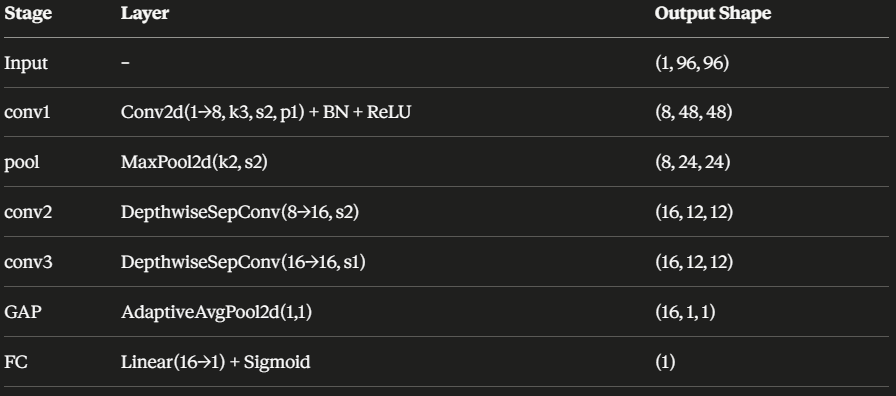 Stage Layer Output Shape
Input – (1, 96, 96)
conv1 Conv2d(1→8, k3, s2, p1) + BN + ReLU (8, 48, 48)
pool MaxPool2d(k2, s2) (8, 24, 24)
conv2 DepthwiseSepConv(8→16, s2) (16, 12, 12)
conv3 DepthwiseSepConv(16→16, s1) (16, 12, 12)
GAP AdaptiveAvgPool2d(1,1) (16, 1, 1)
FC Linear(16→1) + Sigmoid (1)